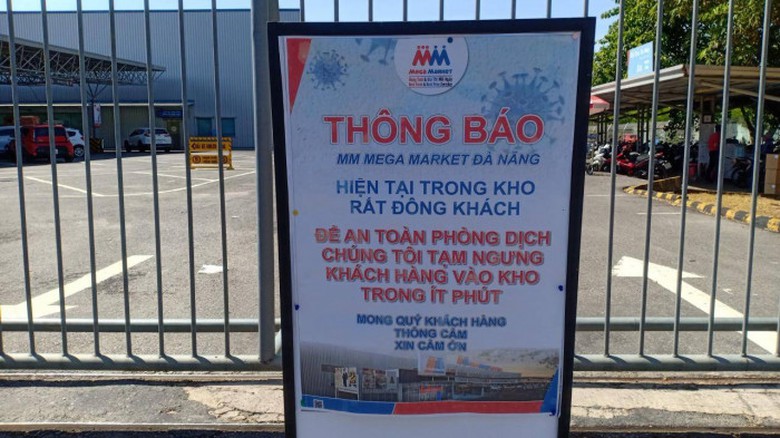 MEGA MARKET
THÔNG BÁO
MM MEGA MARKET ĐÀ NẴNG
HIỆN TẠI TRONG KHO
RẤT ĐÔNG KHÁCH
ĐỂ AN TOÀN PHÒNG DỊCH
CHÚNG TÔI TẠM NGƯNG
KHÁCH HÀNG VÀO KHO
TRONG ÍT PHÚT
MONG QUÝ KHÁCH HÀNG
THÔNG CẢM
XIN CẢM ƠN